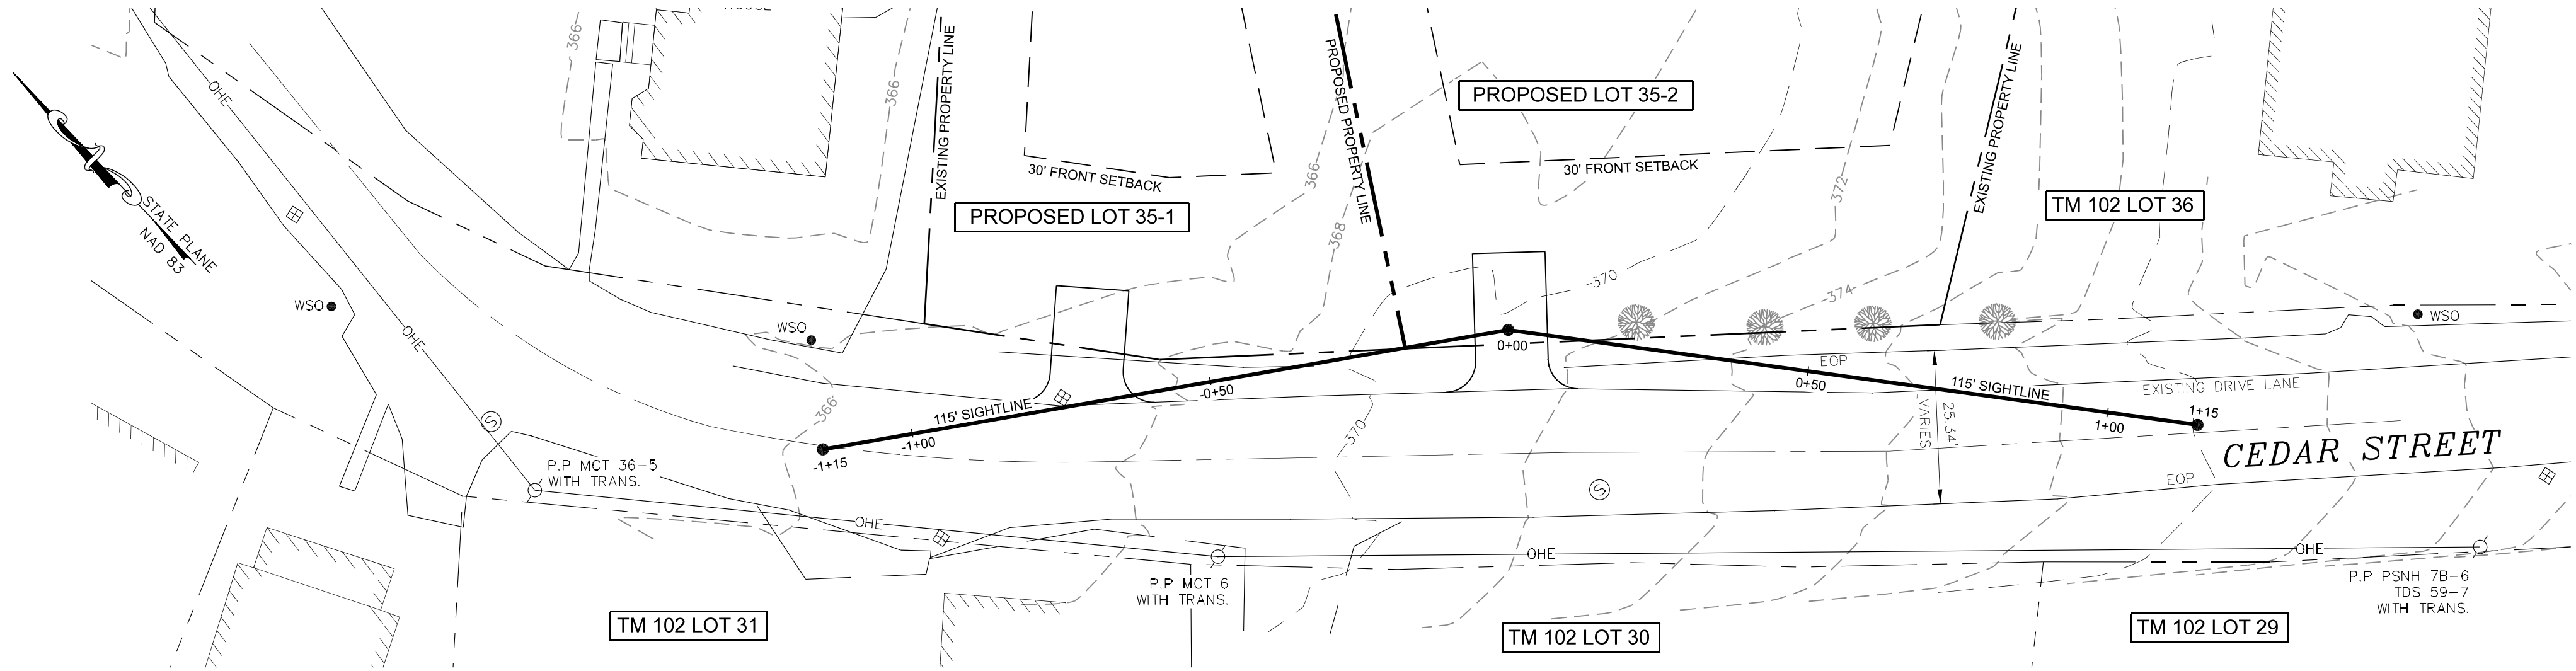 366
366
EXISTING PROPERTY LINE
PROPOSED PROPERTY LINE
PROPOSED LOT 35-2
EXISTING PROPERTY LINE
OHE
STATE PLANE
NAD 83
30' FRONT SETBACK
366
30' FRONT SETBACK
372
PROPOSED LOT 35-1
TM 102 LOT 36
368
370
374
WSO
WSO
WSO
OHE
0+00
EOP
-0+50
0+50
115' SIGHTLINE
EXISTING DRIVE LANE
366
115' SIGHTLINE
25.34'
VARIES
1+15
1+00
-1+00
-1+15
370
S
S
CEDAR STREET
EOP
P.P MCT 36-5
WITH TRANS.
OHE
OHE
OHE
P.P MCT 6
WITH TRANS.
P.P PSNH 7B-6
TDS 59-7
WITH TRANS.
TM 102 LOT 31
TM 102 LOT 30
TM 102 LOT 29